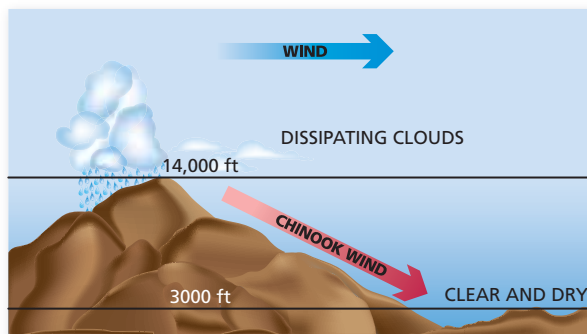 WIND
DISSIPATING CLOUDS
14,000 ft
CHINOOK WIND
3000 ft
CLEAR AND DRY